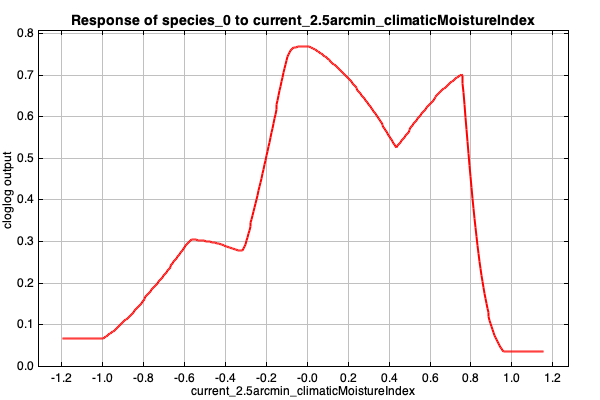 Response of species_0 to current_2.5arcmin_climaticMoistureIndex
0.8
0.7
0.6
0.5
0.4
0.3
0.2
0.1
0.0
cloglog output
-1.2 -1.0 -0.8 -0.6 -0.4 -0.2 -0.0 0.2 0.4 0.6 0.8 1.0 1.2
current_2.5arcmin_climaticMoistureIndex